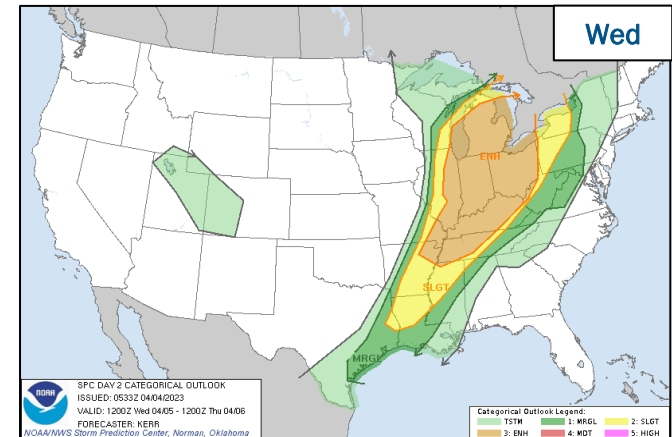 Wed
ENH
SLGT
MRGL
NOAA
SPC DAY 2 CATEGORICAL OUTLOOK
ISSUED: 0533Z 04/04/2023
VALID: 1200Z Wed 04/05 - 1200Z Thu 04/06
FORECASTER: KERR
NOAA/NWS Storm Prediction Center, Norman, Oklahoma
Categorical Outlook Legend:
TSTM 1: MRGL 2: SLGT
3: ENH 4: MDT 5: HIGH